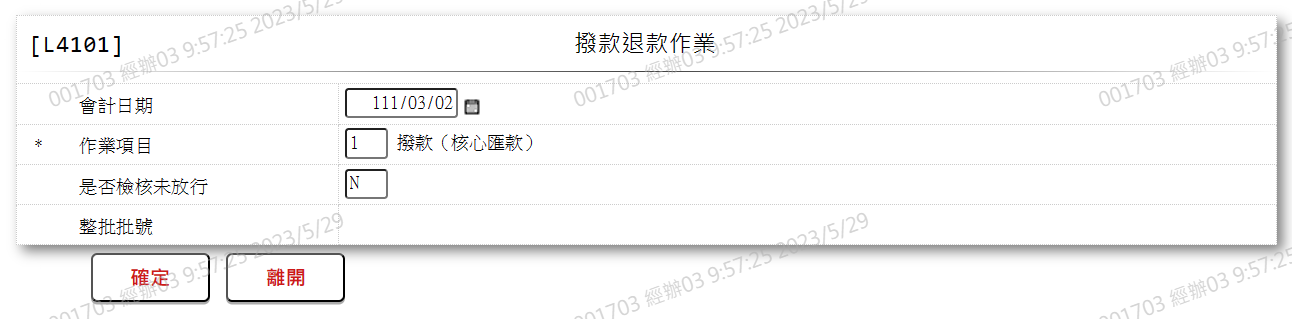 [L4101] 撥款退款作業
會計日期 111/03/02
* 作業項目 1 撥款（核心匯款）
是否檢核未放行 N
整批批號
確定 離開
001703 經辦03 9:57:25 2023/5/29